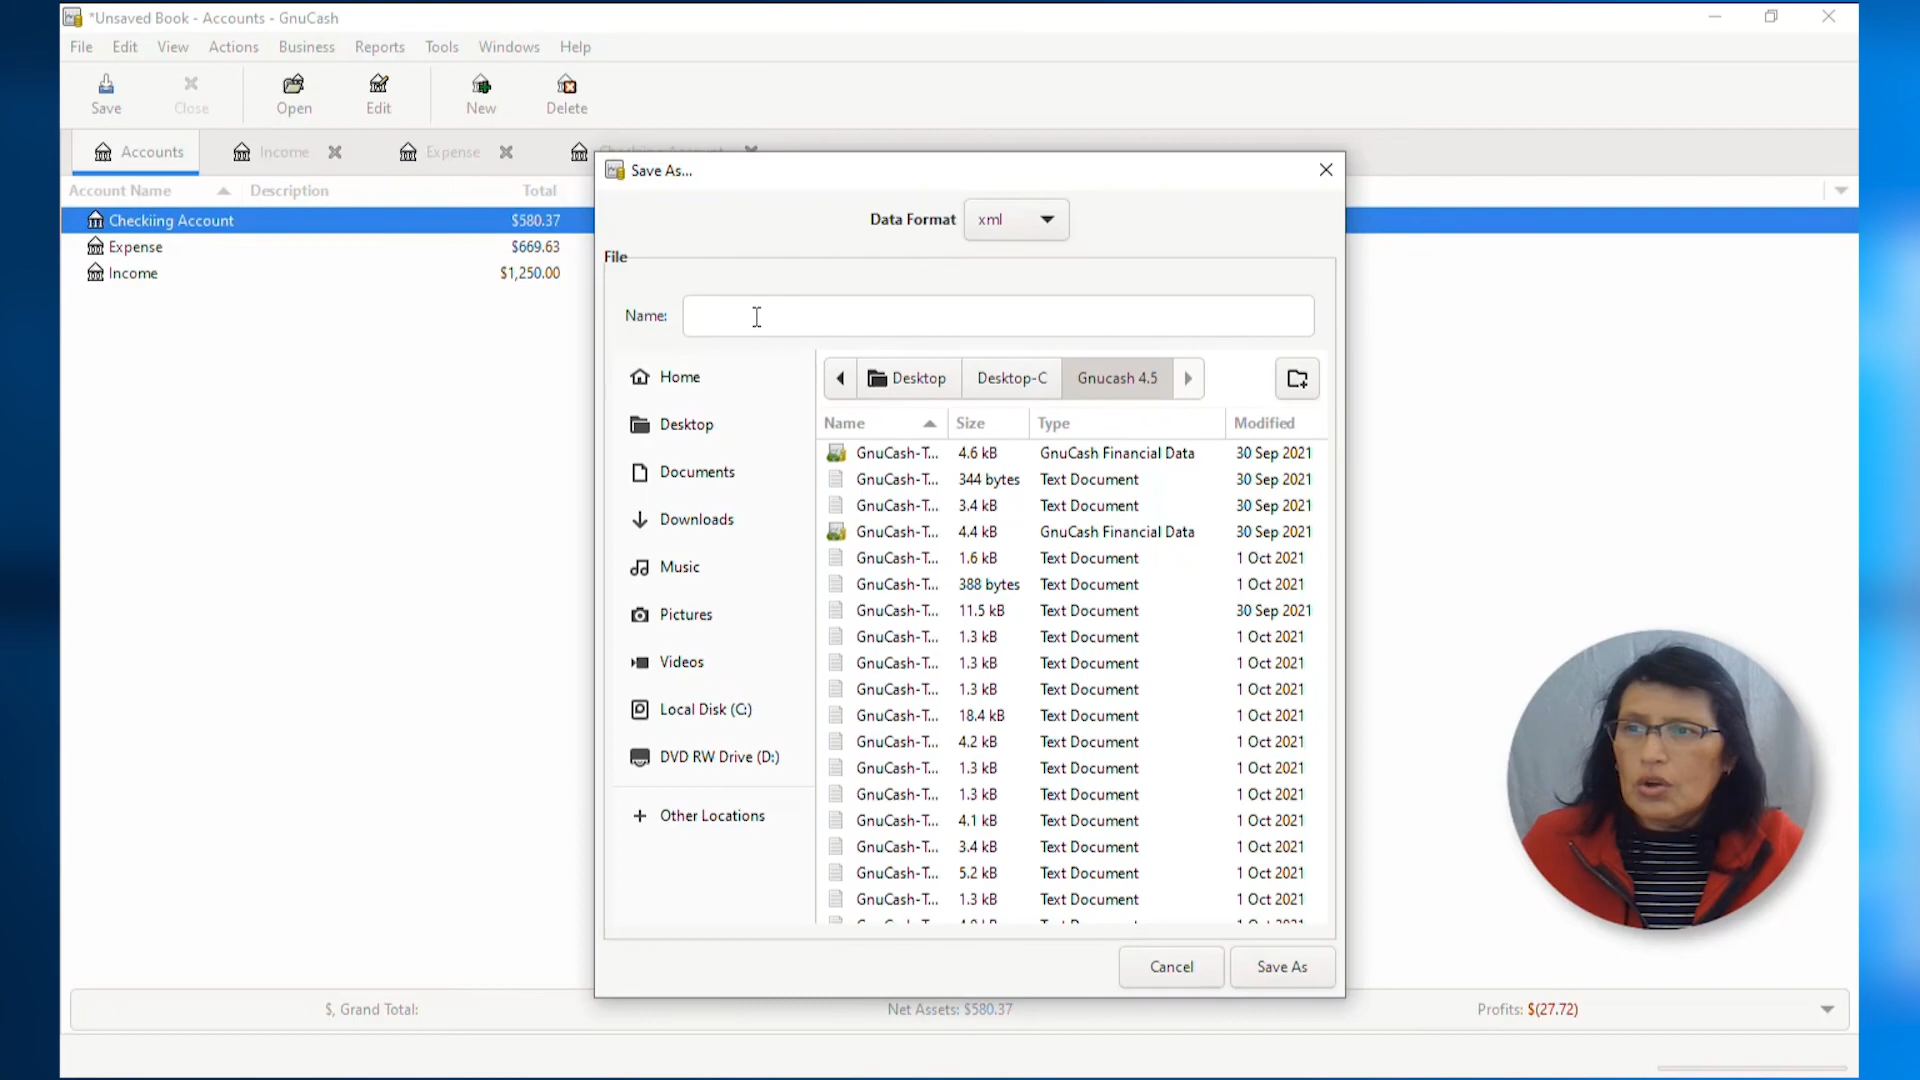 *Unsaved Book - Accounts - GnuCash
File Edit View Actions Business Reports Tools Windows Help
Save Close Open Edit New Delete
Accounts Income Expense
Account Name Description Total
Checkiing Account $580.37
Expense $669.63
Income $1,250.00
Save As...
Data Format xml
File
Name:
Home
Desktop
Documents
Downloads
Music
Pictures
Videos
Local Disk (C:)
DVD RW Drive (D:)
Other Locations
Desktop Desktop-C Gnucash 4.5
Name Size Type Modified
GnuCash-T... 4.6 kB GnuCash Financial Data 30 Sep 2021
GnuCash-T... 344 bytes Text Document 30 Sep 2021
GnuCash-T... 3.4 kB Text Document 30 Sep 2021
GnuCash-T... 4.4 kB GnuCash Financial Data 30 Sep 2021
GnuCash-T... 1.6 kB Text Document 1 Oct 2021
GnuCash-T... 388 bytes Text Document 1 Oct 2021
GnuCash-T... 11.5 kB Text Document 30 Sep 2021
GnuCash-T... 1.3 kB Text Document 1 Oct 2021
GnuCash-T... 1.3 kB Text Document 1 Oct 2021
GnuCash-T... 1.3 kB Text Document 1 Oct 2021
GnuCash-T... 18.4 kB Text Document 1 Oct 2021
GnuCash-T... 4.2 kB Text Document 1 Oct 2021
GnuCash-T... 1.3 kB Text Document 1 Oct 2021
GnuCash-T... 1.3 kB Text Document 1 Oct 2021
GnuCash-T... 4.1 kB Text Document 1 Oct 2021
GnuCash-T... 3.4 kB Text Document 1 Oct 2021
GnuCash-T... 5.2 kB Text Document 1 Oct 2021
GnuCash-T... 1.3 kB Text Document 1 Oct 2021
Cancel Save As
$, Grand Total: Net Assets: $580.37 Profits: $(27.72)